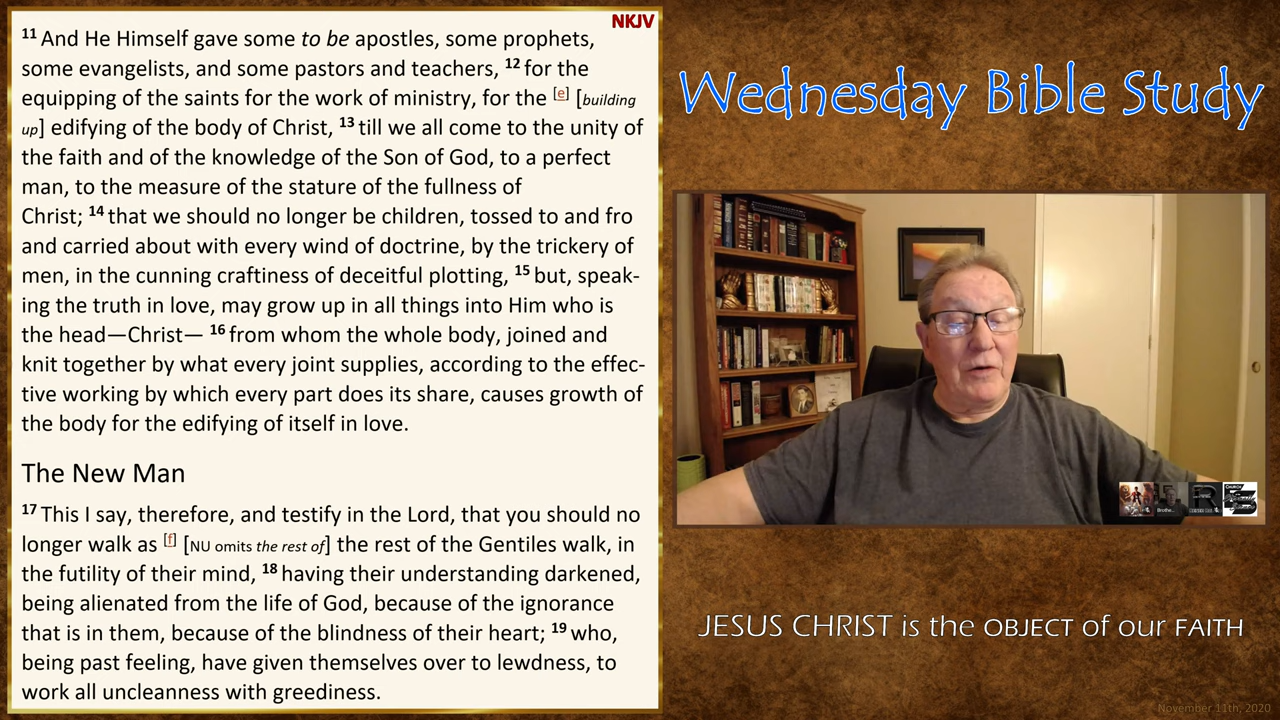 NKJV
11 And He Himself gave some to be apostles, some prophets,
some evangelists, and some pastors and teachers, 12 for the
equipping of the saints for the work of ministry, for the [e] [building
up] edifying of the body of Christ, 13 till we all come to the unity of
the faith and of the knowledge of the Son of God, to a perfect
man, to the measure of the stature of the fullness of
Christ; 14 that we should no longer be children, tossed to and fro
and carried about with every wind of doctrine, by the trickery of
men, in the cunning craftiness of deceitful plotting, 15 but, speak-
ing the truth in love, may grow up in all things into Him who is
the head—Christ— 16 from whom the whole body, joined and
knit together by what every joint supplies, according to the effec-
tive working by which every part does its share, causes growth of
the body for the edifying of itself in love.
The New Man
17 This I say, therefore, and testify in the Lord, that you should no
longer walk as [f] [NU omits the rest of] the rest of the Gentiles walk, in
the futility of their mind, 18 having their understanding darkened,
being alienated from the life of God, because of the ignorance
that is in them, because of the blindness of their heart; 19 who,
being past feeling, have given themselves over to lewdness, to
work all uncleanness with greediness.
Wednesday Bible Study
Brothe...
CHURCH
JESUS CHRIST is the OBJECT of our FAITH
November 11th, 2020